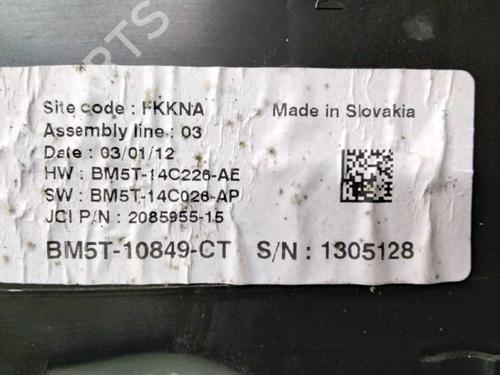 PARTS
Site code : FKKNA
Made in Slovakia
Assembly line : 03
Date : 03/01/12
HW : BM5T-14C226-AE
SW : BM5T-14C026-AP
JCI P/N : 2085955-15
BM5T-10849-CT S/N : 1305128